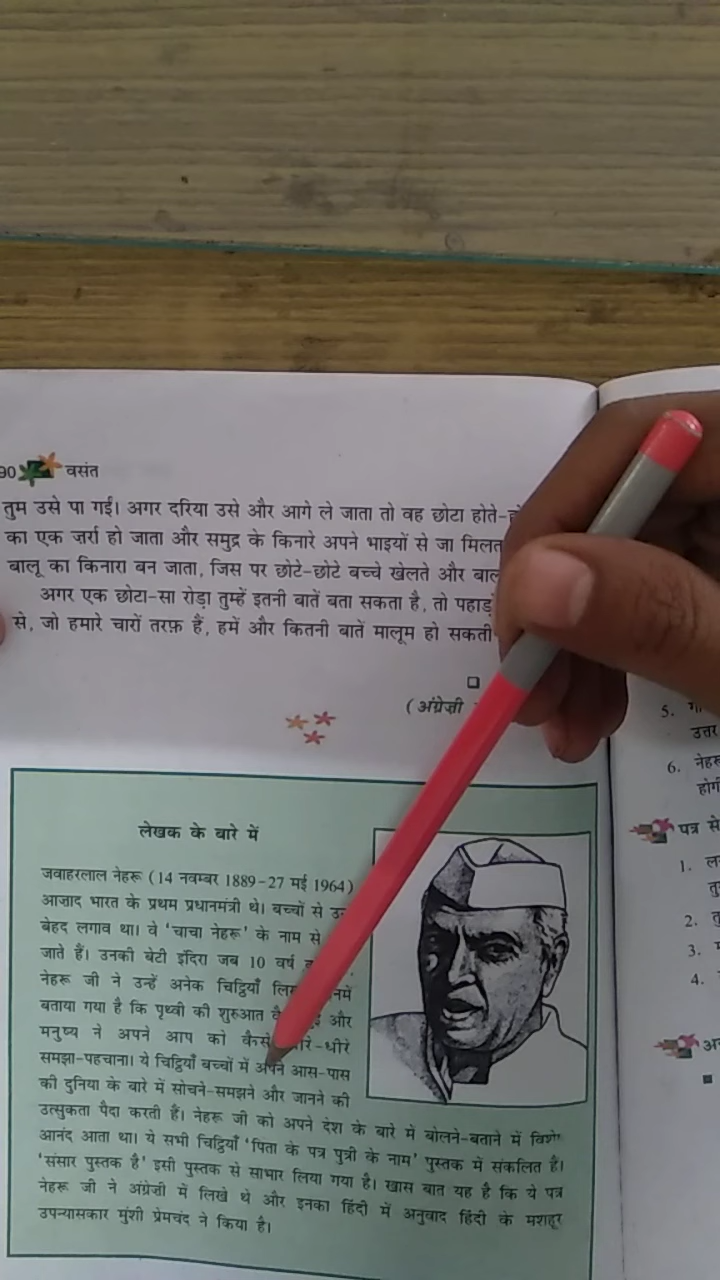 90 वसंत
तुम उसे पा गईं। अगर दरिया उसे और आगे ले जाता तो वह छोटा होते-
का एक ज़र्रा हो जाता और समुद्र के किनारे अपने भाइयों से जा मिलत
बालू का किनारा बन जाता, जिस पर छोटे-छोटे बच्चे खेलते और बाल
अगर एक छोटा-सा रोड़ा तुम्हें इतनी बातें बता सकता है, तो पहाड़
से, जो हमारे चारों तरफ़ हैं, हमें और कितनी बातें मालूम हो सकती
(अंग्रेज़ी
लेखक के बारे में
जवाहरलाल नेहरू (14 नवम्बर 1889-27 मई 1964)
आज़ाद भारत के प्रथम प्रधानमंत्री थे। बच्चों से
बेहद लगाव था। वे 'चाचा नेहरू' के नाम से
जाते हैं। उनकी बेटी इंदिरा जब 10 वर्ष
नेहरू जी ने उन्हें अनेक चिट्ठियाँ
बताया गया है कि पृथ्वी की शुरुआत और
मनुष्य ने अपने आप को कैसे -धीरे
समझा-पहचाना। ये चिट्ठियाँ बच्चों में अपने आस-पास
की दुनिया के बारे में सोचने-समझने और जानने की
उत्सुकता पैदा करती हैं। नेहरू जी को अपने देश के बारे में बोलने-बताने में
आनंद आता था। ये सभी चिट्ठियाँ 'पिता के पत्र पुत्री के नाम' पुस्तक में संकलित हैं।
'संसार पुस्तक है' इसी पुस्तक से साभार लिया गया है। खास बात यह है कि ये पत्र
नेहरू जी ने अंग्रेज़ी में लिखे थे और इनका हिंदी में अनुवाद हिंदी के मशहूर
उपन्यासकार मुंशी प्रेमचंद ने किया है।
5.
उत्तर
6. नेहरू
पत्र से
1.
2.
3.
4.